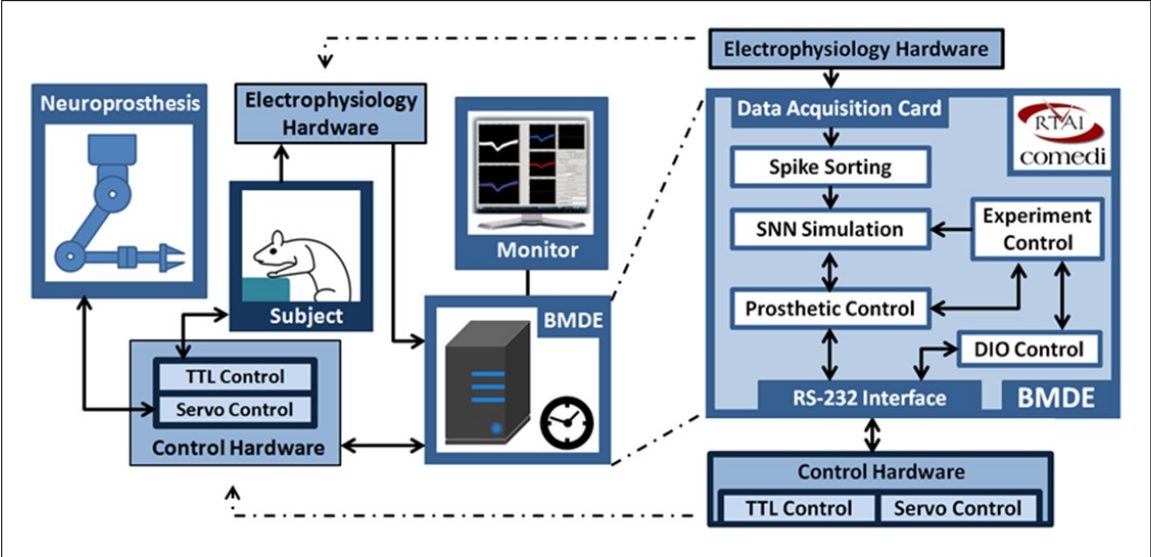 Neuroprosthesis
Electrophysiology
Hardware
Monitor
Subject
BMDE
TTL Control
Servo Control
Control Hardware
Electrophysiology Hardware
Data Acquisition Card
RTAI
comedi
Spike Sorting
SNN Simulation
Experiment
Control
Prosthetic Control
DIO Control
RS-232 Interface
BMDE
Control Hardware
TTL Control
Servo Control